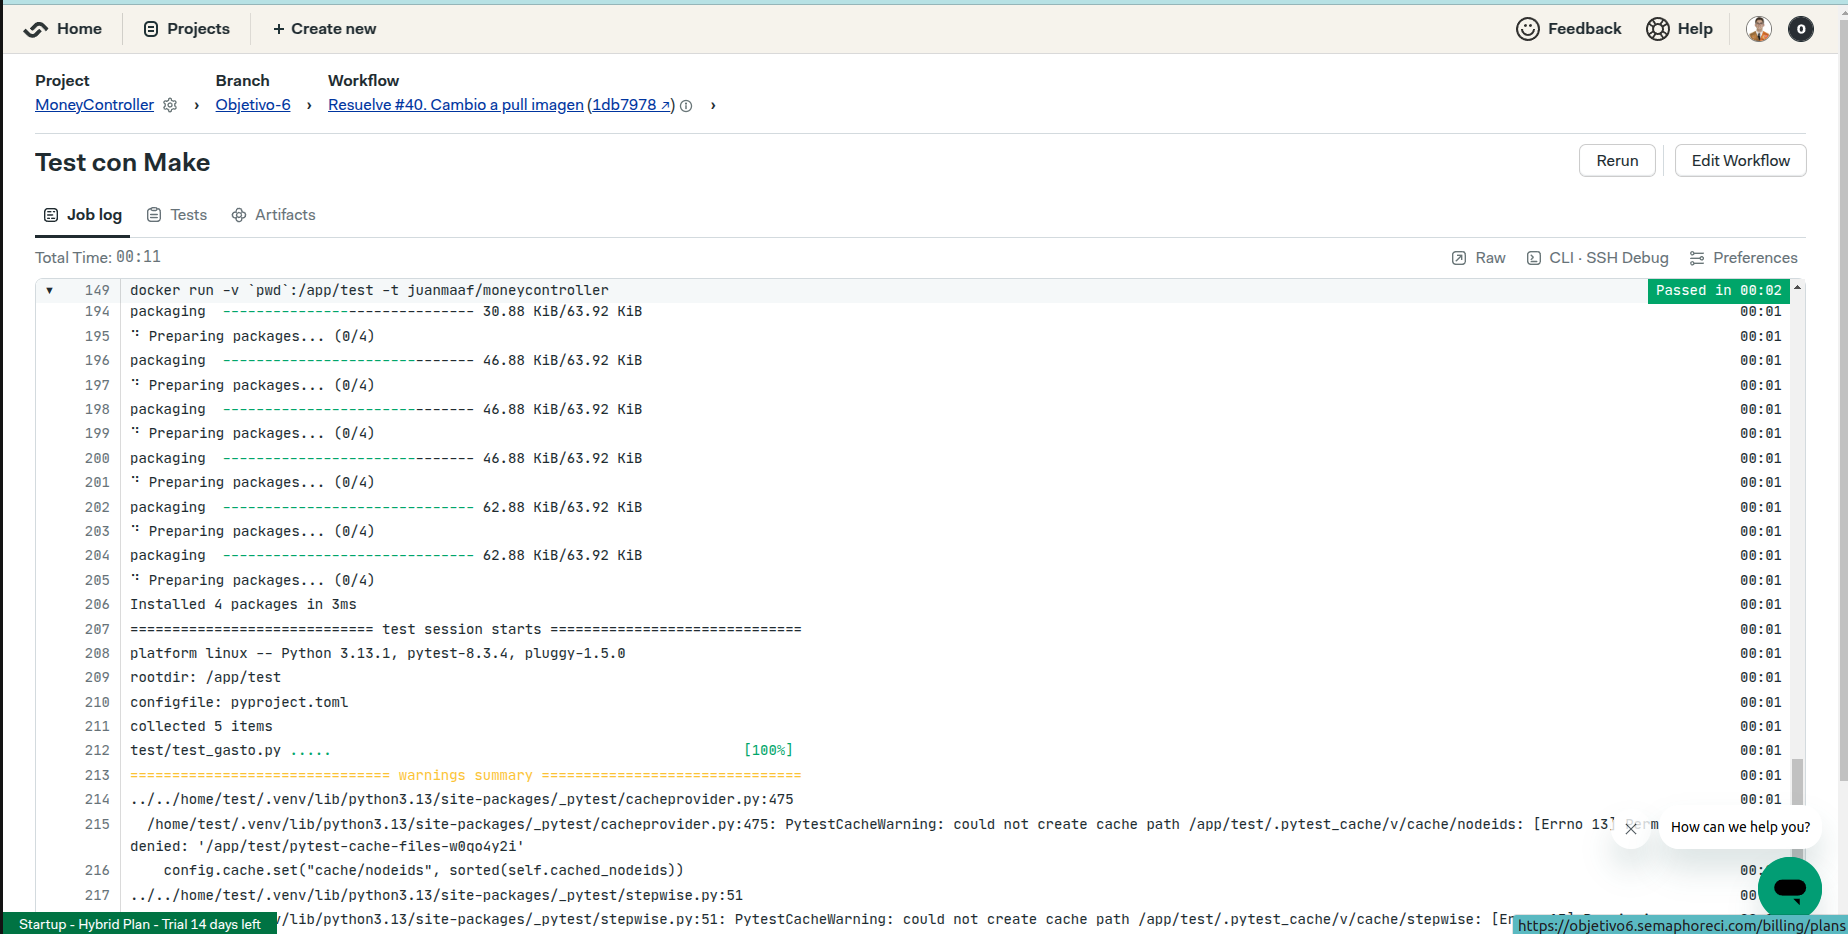 Home Projects + Create new Feedback Help O
Project Branch Workflow
MoneyController › Objetivo-6 › Resuelve #40. Cambio a pull imagen (1db7978 ↗) ›
Test con Make Rerun Edit Workflow
Job log Tests Artifacts
Total Time: 00:11 Raw CLI · SSH Debug Preferences
149 docker run -v `pwd`:/app/test -t juanmaaf/moneycontroller Passed in 00:02
194 packaging ------------------------------ 30.88 KiB/63.92 KiB 00:01
195 ⠙ Preparing packages... (0/4) 00:01
196 packaging ------------------------------ 46.88 KiB/63.92 KiB 00:01
197 ⠙ Preparing packages... (0/4) 00:01
198 packaging ------------------------------ 46.88 KiB/63.92 KiB 00:01
199 ⠙ Preparing packages... (0/4) 00:01
200 packaging ------------------------------ 46.88 KiB/63.92 KiB 00:01
201 ⠙ Preparing packages... (0/4) 00:01
202 packaging ------------------------------ 62.88 KiB/63.92 KiB 00:01
203 ⠙ Preparing packages... (0/4) 00:01
204 packaging ------------------------------ 62.88 KiB/63.92 KiB 00:01
205 ⠙ Preparing packages... (0/4) 00:01
206 Installed 4 packages in 3ms 00:01
207 ============================= test session starts ============================== 00:01
208 platform linux -- Python 3.13.1, pytest-8.3.4, pluggy-1.5.0 00:01
209 rootdir: /app/test 00:01
210 configfile: pyproject.toml 00:01
211 collected 5 items 00:01
212 test/test_gasto.py ..... [100%] 00:01
213 =============================== warnings summary =============================== 00:01
214 ../../home/test/.venv/lib/python3.13/site-packages/_pytest/cacheprovider.py:475 00:01
215 /home/test/.venv/lib/python3.13/site-packages/_pytest/cacheprovider.py:475: PytestCacheWarning: could not create cache path /app/test/.pytest_cache/v/cache/nodeids: [Errno 13]
denied: '/app/test/pytest-cache-files-w0qo4y2i'
How can we help you?
216 config.cache.set("cache/nodeids", sorted(self.cached_nodeids)) 00:
217 ../../home/test/.venv/lib/python3.13/site-packages/_pytest/stepwise.py:51 00
/lib/python3.13/site-packages/_pytest/stepwise.py:51: PytestCacheWarning: could not create cache path /app/test/.pytest_cache/v/cache/stepwise:
Startup - Hybrid Plan - Trial 14 days left https://objetivo6.semaphoreci.com/billing/plans